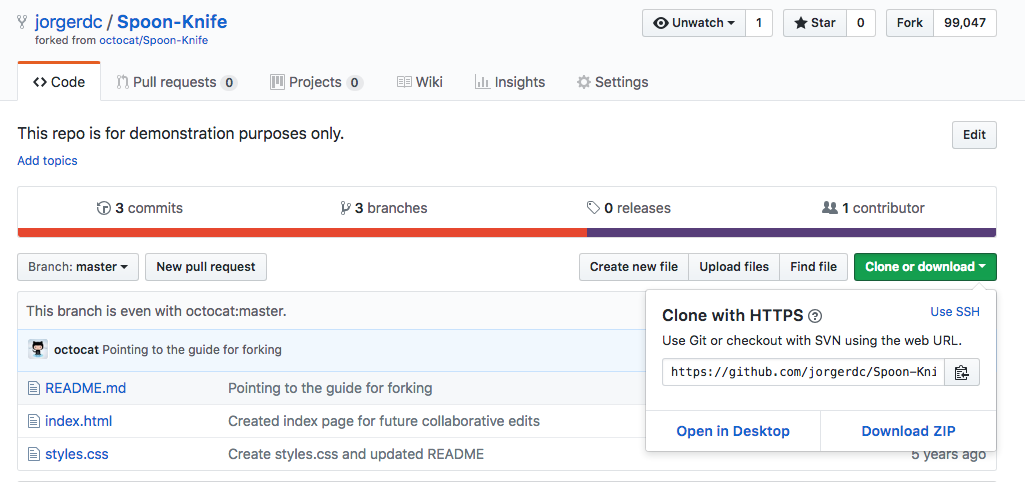 jorgerdc / Spoon-Knife
forked from octocat/Spoon-Knife
Unwatch 1 Star 0 Fork 99,047
Code Pull requests 0 Projects 0 Wiki Insights Settings
This repo is for demonstration purposes only.
Edit
Add topics
3 commits 3 branches 0 releases 1 contributor
Branch: master New pull request Create new file Upload files Find file Clone or download
This branch is even with octocat:master.
octocat Pointing to the guide for forking
README.md Pointing to the guide for forking
index.html Created index page for future collaborative edits
styles.css Create styles.css and updated README 5 years ago
Clone with HTTPS Use SSH
Use Git or checkout with SVN using the web URL.
https://github.com/jorgerdc/Spoon-Kni
Open in Desktop Download ZIP